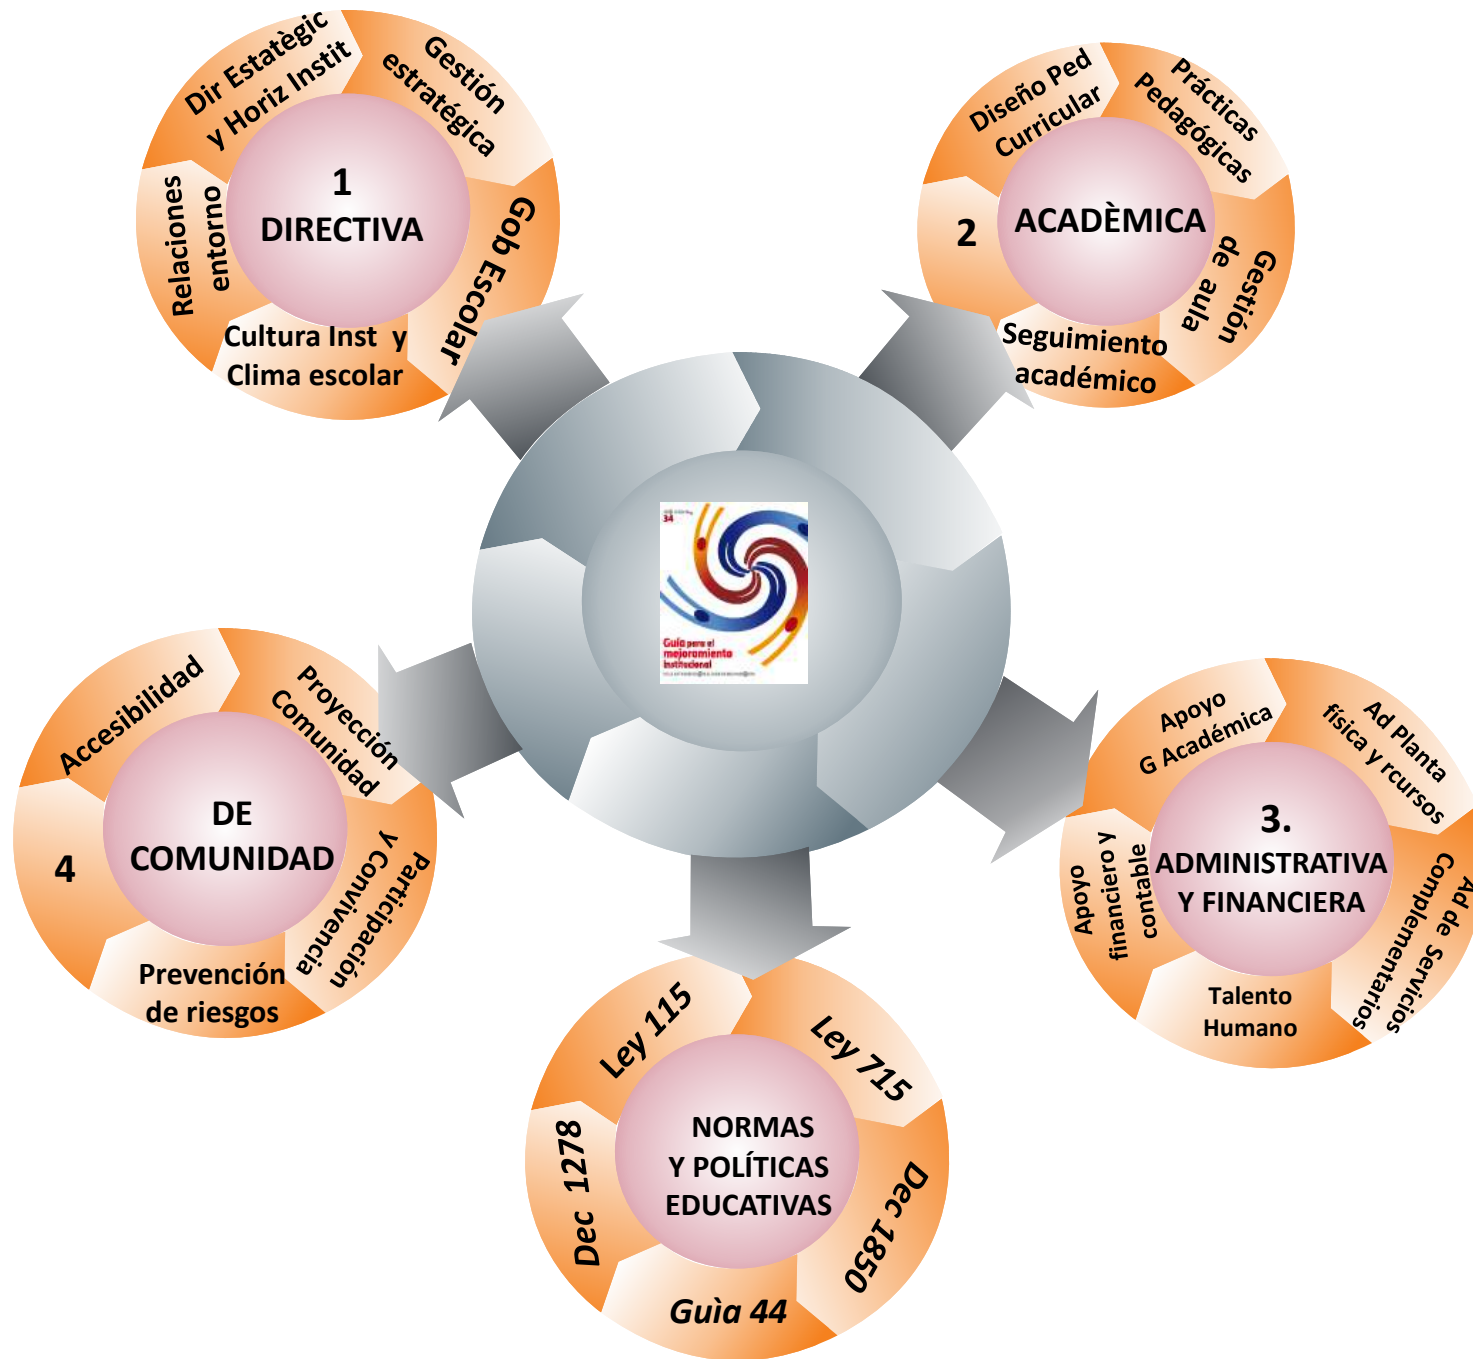 Dir Estatègic
y Horiz Instit
Gestión
estratégica
Gob Escolar
Cultura Inst y
Clima escolar
Relaciones
entorno
1
DIRECTIVA
Diseño Ped
Curricular
Prácticas
Pedagógicas
Gestión
de aula
Seguimiento
académico
2
ACADÈMICA
34
Guía para el
mejoramiento
institucional
Accesibilidad
Proyección
Comunidad
Participación
y Convivencia
Prevención
de riesgos
4
DE
COMUNIDAD
Apoyo
G Académica
Ad Planta
física y rcursos
Ad de Servicios
Complementarios
Talento
Humano
Apoyo
financiero y
contable
3.
ADMINISTRATIVA
Y FINANCIERA
Ley 115
Ley 715
Dec 1850
Guìa 44
Dec 1278
NORMAS
Y POLÍTICAS
EDUCATIVAS